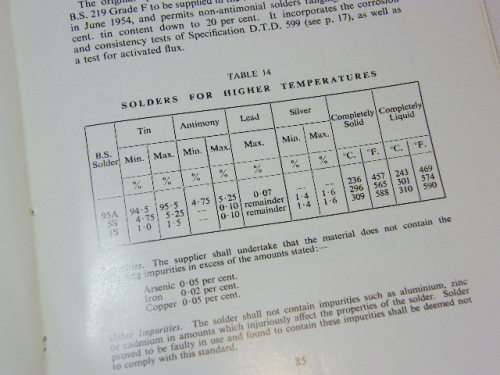 The original
B.S. 219 Grade F to be supplied in the
in June 1954, and permits non-antimonial solders
cent. tin content down to 20 per cent. It incorporates the corrosion
and consistency tests of Specification D.T.D. 599 (see p. 17), as well as
a test for activated flux.
TABLE 14
SOLDERS FOR HIGHER TEMPERATURES
B.S. Solder Tin Antimony Lead Silver Completely Solid Completely Liquid
Min. Max. Min. Max. Max. Min. Max. °C. °F. °C. °F.
% % % % % % %
95A 94·5 95·5 4·75 5·25 0·07 — — 236 457 243 469
5S 4·75 5·25 — 0·10 remainder 1·4 1·6 296 565 301 574
1S 1·0 1·5 — 0·10 remainder 1·4 1·6 309 588 310 590
The supplier shall undertake that the material does not contain the
impurities in excess of the amounts stated:—
Arsenic 0·05 per cent.
Iron 0·02 per cent.
Copper 0·05 per cent.
Other impurities. The solder shall not contain impurities such as aluminium, zinc
or cadmium in amounts which injuriously affect the properties of the solder. Solder
proved to be faulty in use and found to contain these impurities shall be deemed not
to comply with this standard.
85